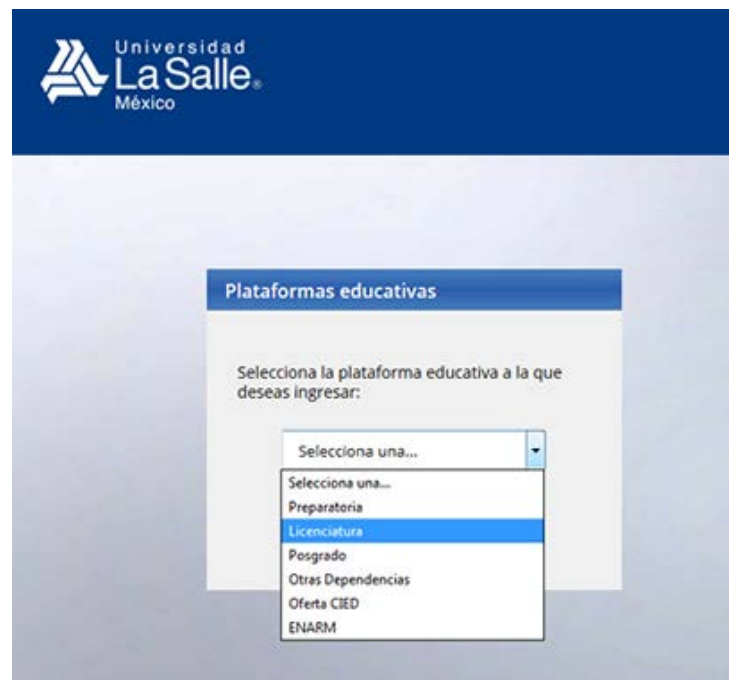 Universidad
La Salle®
México
Plataformas educativas
Selecciona la plataforma educativa a la que
deseas ingresar:
Selecciona una...
Selecciona una...
Preparatoria
Licenciatura
Posgrado
Otras Dependencias
Oferta CIED
ENARM